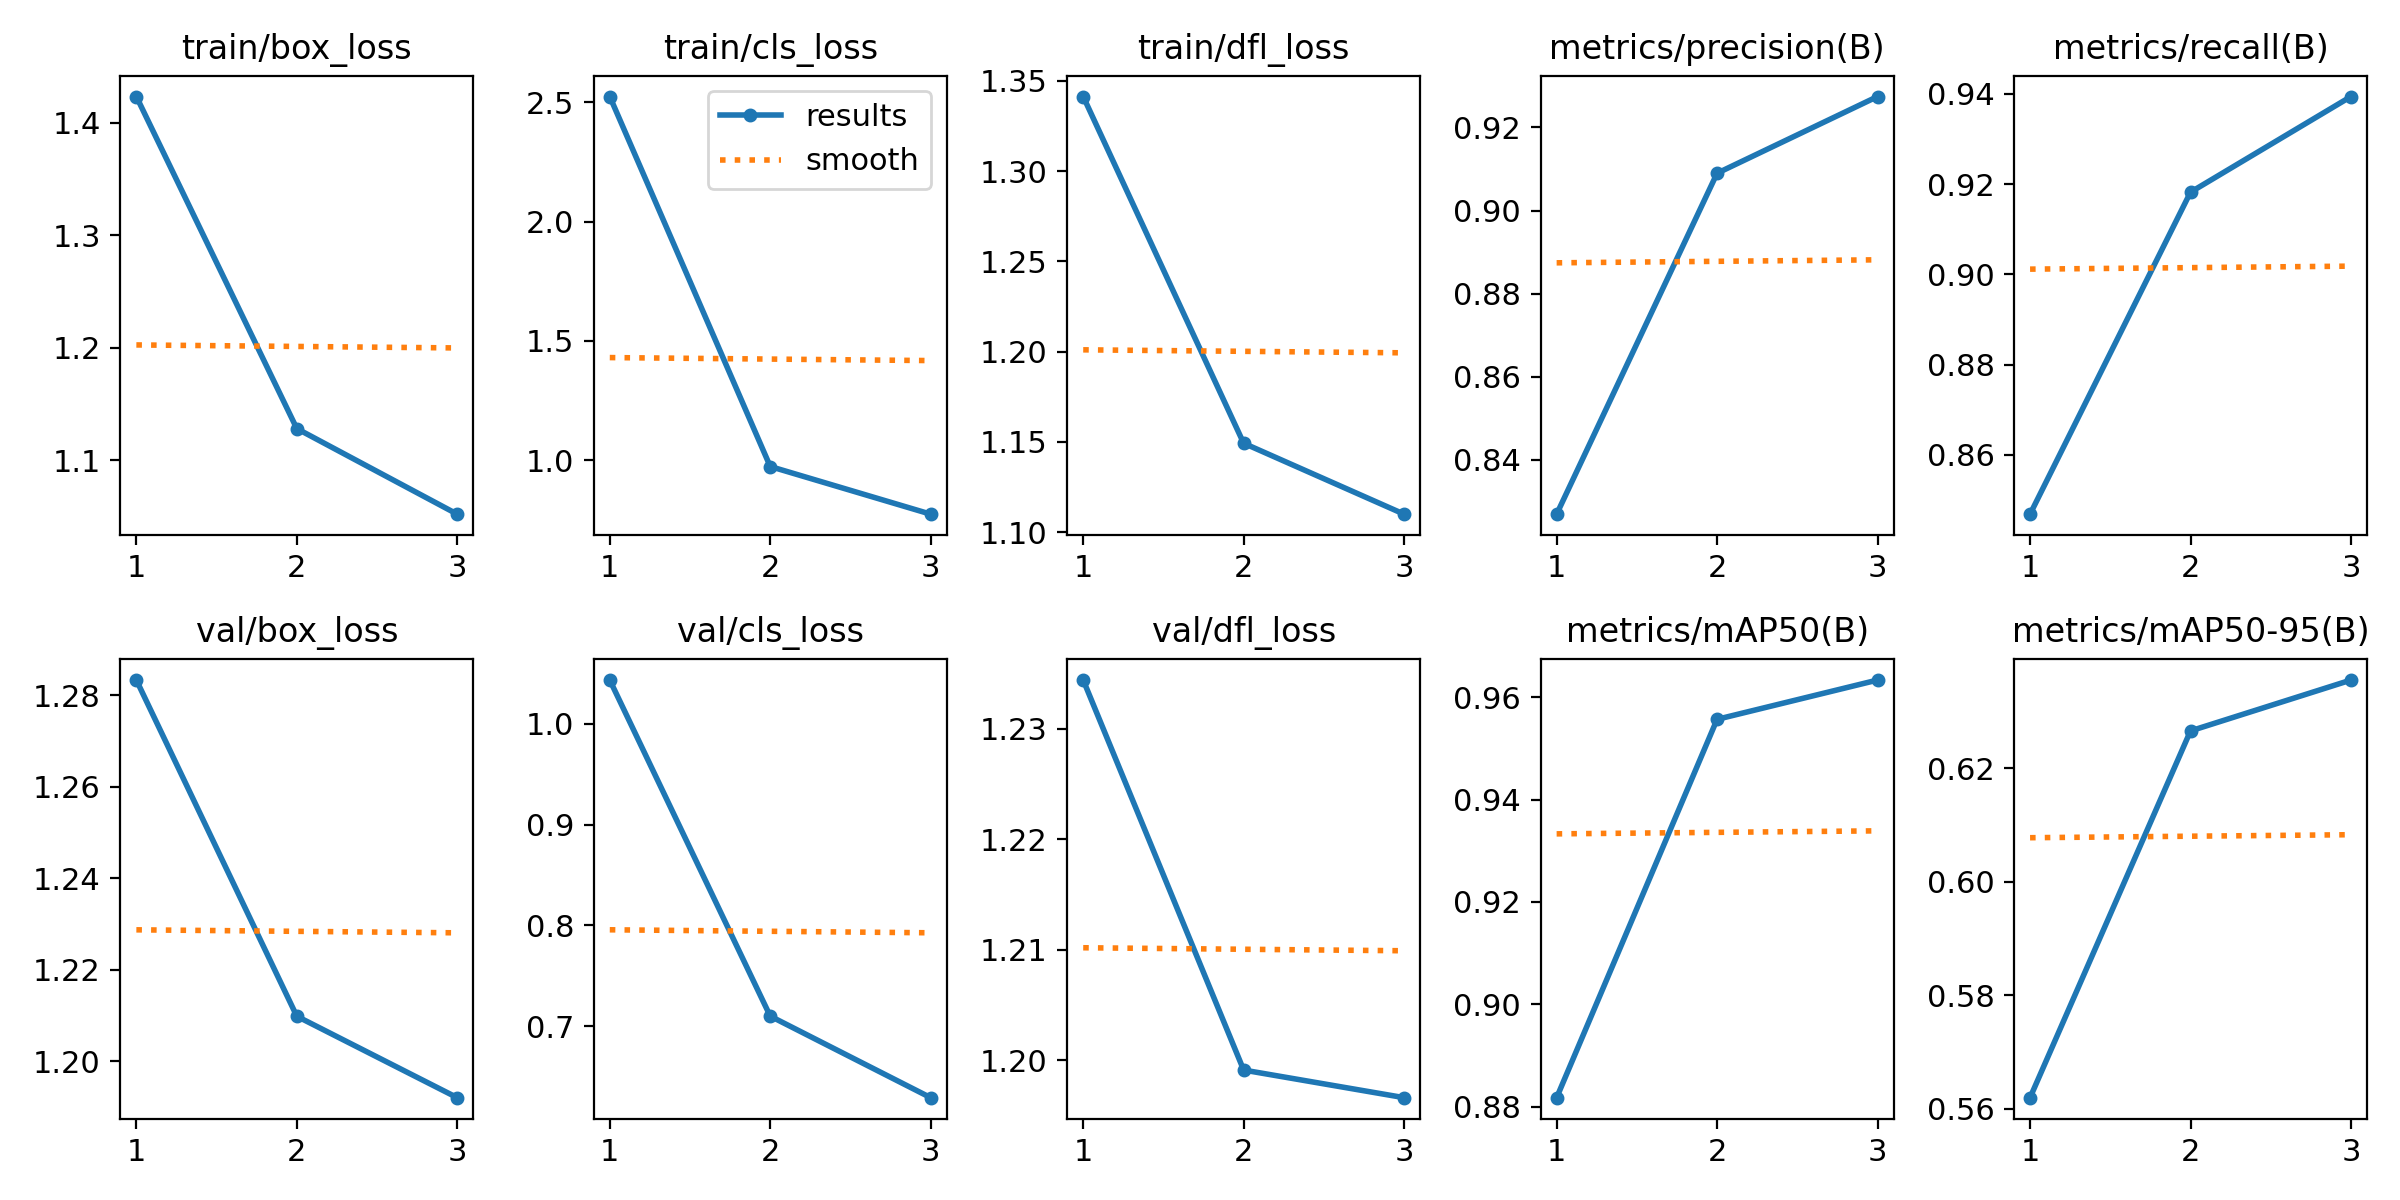 train/box_loss
1.4
1.3
1.2
1.1
1 2 3
train/cls_loss
results
smooth
2.5
2.0
1.5
1.0
1 2 3
train/dfl_loss
1.35
1.30
1.25
1.20
1.15
1.10
1 2 3
metrics/precision(B)
0.92
0.90
0.88
0.86
0.84
1 2 3
metrics/recall(B)
0.94
0.92
0.90
0.88
0.86
1 2 3
val/box_loss
1.28
1.26
1.24
1.22
1.20
1 2 3
val/cls_loss
1.0
0.9
0.8
0.7
1 2 3
val/dfl_loss
1.23
1.22
1.21
1.20
1 2 3
metrics/mAP50(B)
0.96
0.94
0.92
0.90
0.88
1 2 3
metrics/mAP50-95(B)
0.62
0.60
0.58
0.56
1 2 3